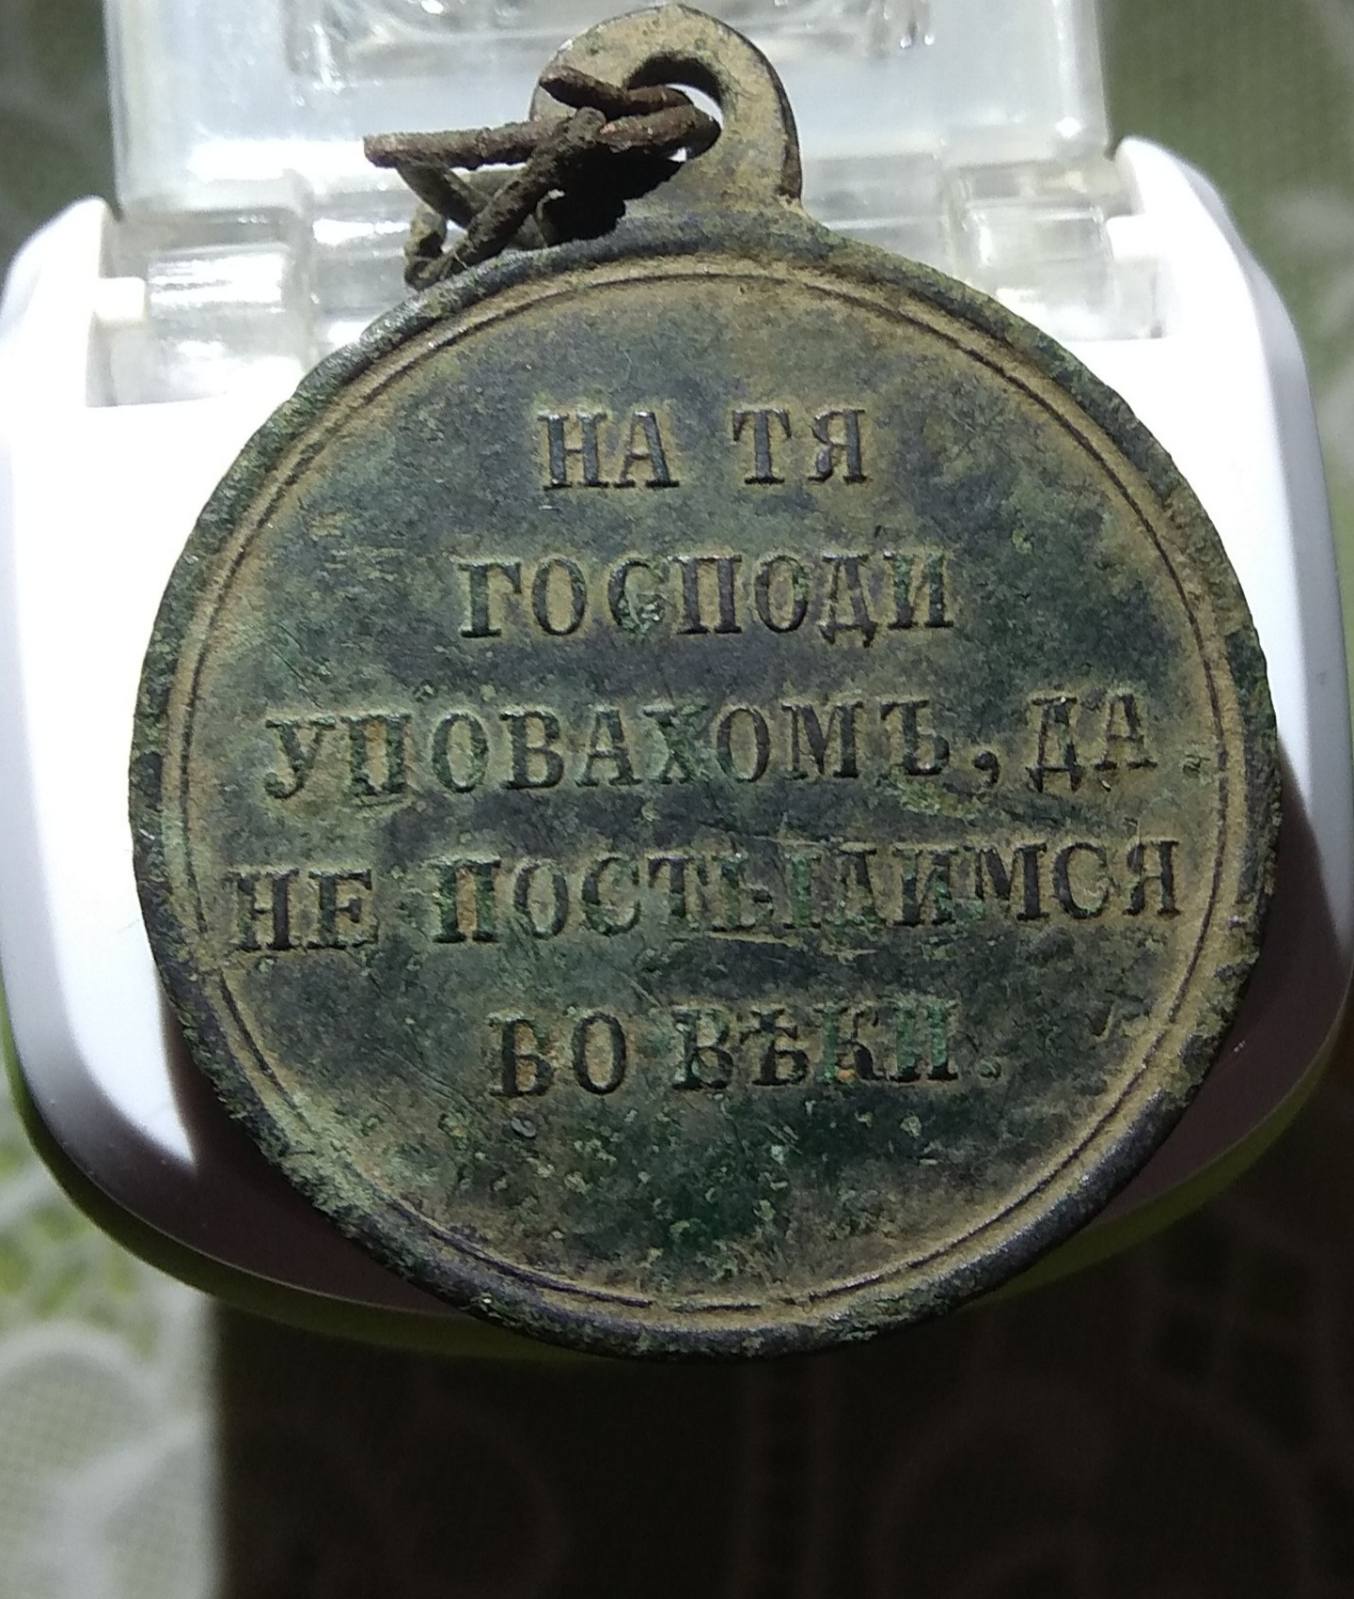 НА ТЯ
ГОСПОДИ
УПОВАХОМЪ, ДА
НЕ ПОСТЫДИМСЯ
ВО ВѢКИ.